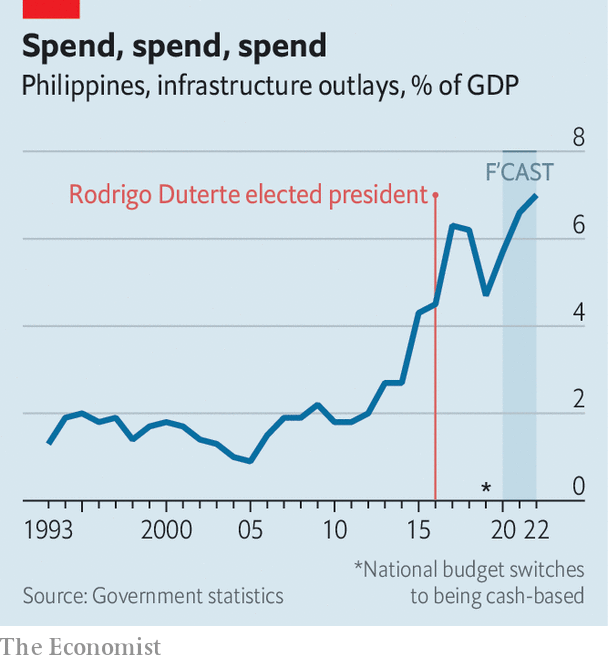 Spend, spend, spend
Philippines, infrastructure outlays, % of GDP
8
F’CAST
Rodrigo Duterte elected president
6
4
2
*
0
1993 2000 05 10 15 20 22
*National budget switches
to being cash-based
Source: Government statistics
The Economist